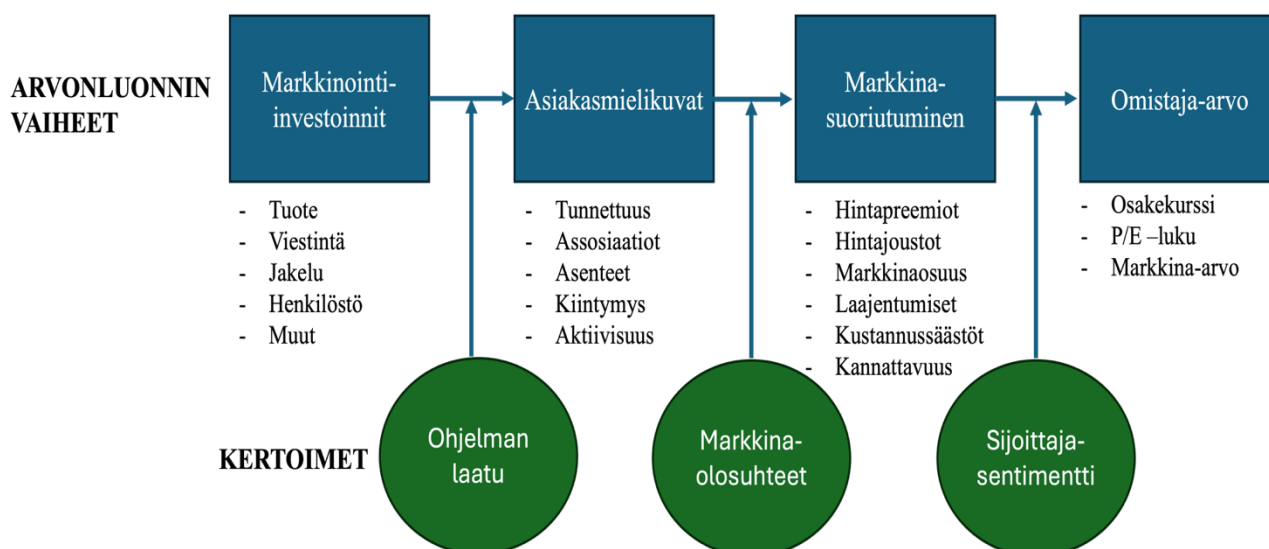 ARVONLUONNIN
VAIHEET
Markkinointi-
investoinnit
Asiakasmielikuvat
Markkina-
suoriutuminen
Omistaja-arvo
- Tuote
- Viestintä
- Jakelu
- Henkilöstö
- Muut
- Tunnettuus
- Assosiaatiot
- Asenteet
- Kiintymys
- Aktiivisuus
- Hintapreemiot
- Hintajoustot
- Markkinaosuus
- Laajentumiset
- Kustannussäästöt
- Kannattavuus
- Osakekurssi
- P/E –luku
- Markkina-arvo
KERTOIMET
Ohjelman
laatu
Markkina-
olosuhteet
Sijoittaja-
sentimentti